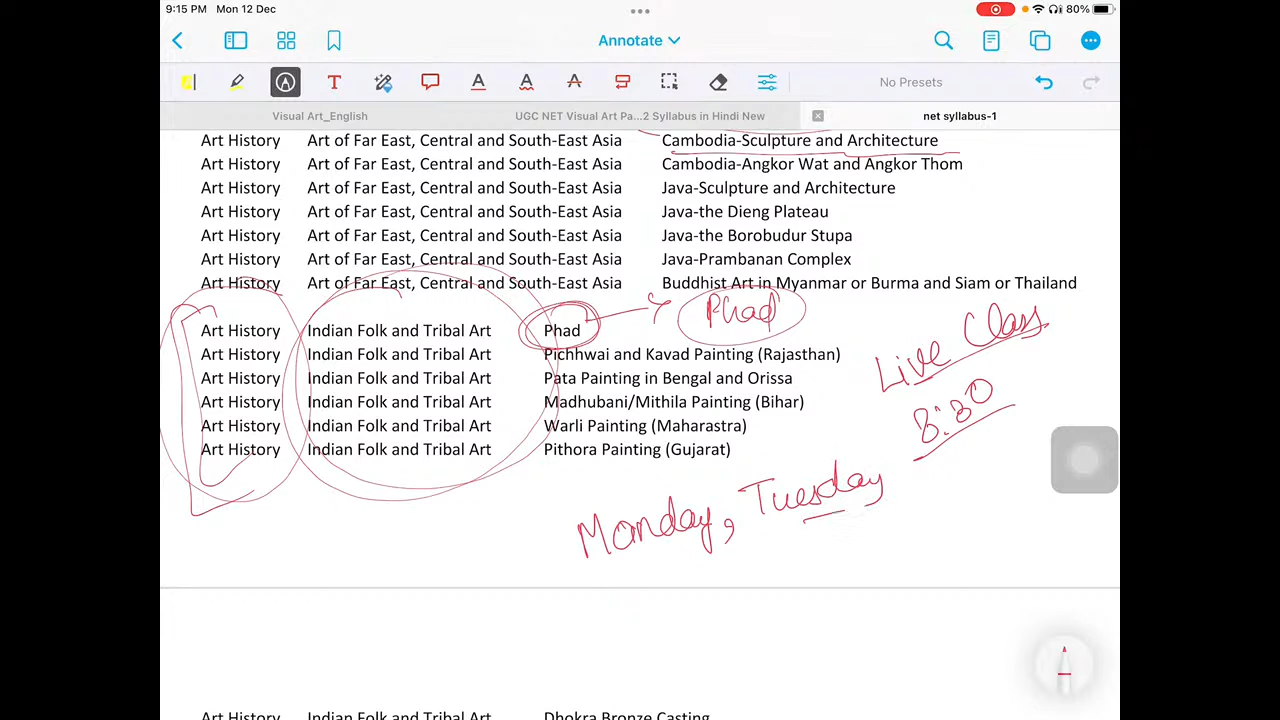 9:15 PM Mon 12 Dec
80%
Annotate
T
A
A
A
No Presets
Visual Art_English
UGC NET Visual Art Pa...2 Syllabus in Hindi New
net syllabus-1
Art History Art of Far East, Central and South-East Asia Cambodia-Sculpture and Architecture
Art History Art of Far East, Central and South-East Asia Cambodia-Angkor Wat and Angkor Thom
Art History Art of Far East, Central and South-East Asia Java-Sculpture and Architecture
Art History Art of Far East, Central and South-East Asia Java-the Dieng Plateau
Art History Art of Far East, Central and South-East Asia Java-the Borobudur Stupa
Art History Art of Far East, Central and South-East Asia Java-Prambanan Complex
Art History Art of Far East, Central and South-East Asia Buddhist Art in Myanmar or Burma and Siam or Thailand
Phad
Live Class
Art History Indian Folk and Tribal Art Phad
Art History Indian Folk and Tribal Art Pichhwai and Kavad Painting (Rajasthan)
Art History Indian Folk and Tribal Art Pata Painting in Bengal and Orissa
Art History Indian Folk and Tribal Art Madhubani/Mithila Painting (Bihar)
8:30
Art History Indian Folk and Tribal Art Warli Painting (Maharastra)
Art History Indian Folk and Tribal Art Pithora Painting (Gujarat)
Monday, Tuesday
Art History Indian Folk and Tribal Art Dhokra Bronze Casting